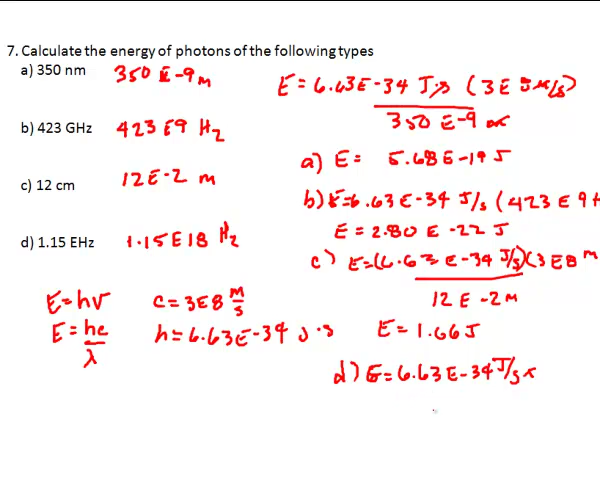 7. Calculate the energy of photons of the following types
a) 350 nm 350 E-9 m
b) 423 GHz 423 E9 Hz
c) 12 cm 12E-2 m
d) 1.15 EHz 1.15E18 Hz
E=hv c=3E8 m/s
E=hc/λ h=6.63E-34 J·s
E=6.63E-34 J·s (3E8 m/s)
350 E-9 m
a) E= 5.68E-19 J
b) E=6.63E-34 J/s (423 E9 H
E=2.80 E-22 J
c) E=(6.63E-34 J/s)(3E8 m
12 E-2 m
E=1.66 J
d) E=6.63E-34 J/s x